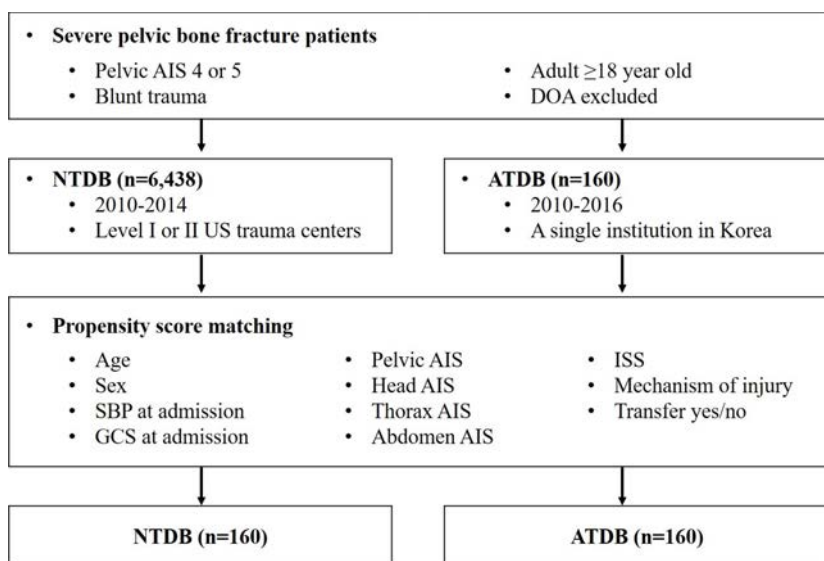 • Severe pelvic bone fracture patients
• Pelvic AIS 4 or 5
• Blunt trauma
• Adult ≥18 year old
• DOA excluded
• NTDB (n=6,438)
• 2010-2014
• Level I or II US trauma centers
• ATDB (n=160)
• 2010-2016
• A single institution in Korea
• Propensity score matching
• Age
• Sex
• SBP at admission
• GCS at admission
• Pelvic AIS
• Head AIS
• Thorax AIS
• Abdomen AIS
• ISS
• Mechanism of injury
• Transfer yes/no
NTDB (n=160)
ATDB (n=160)